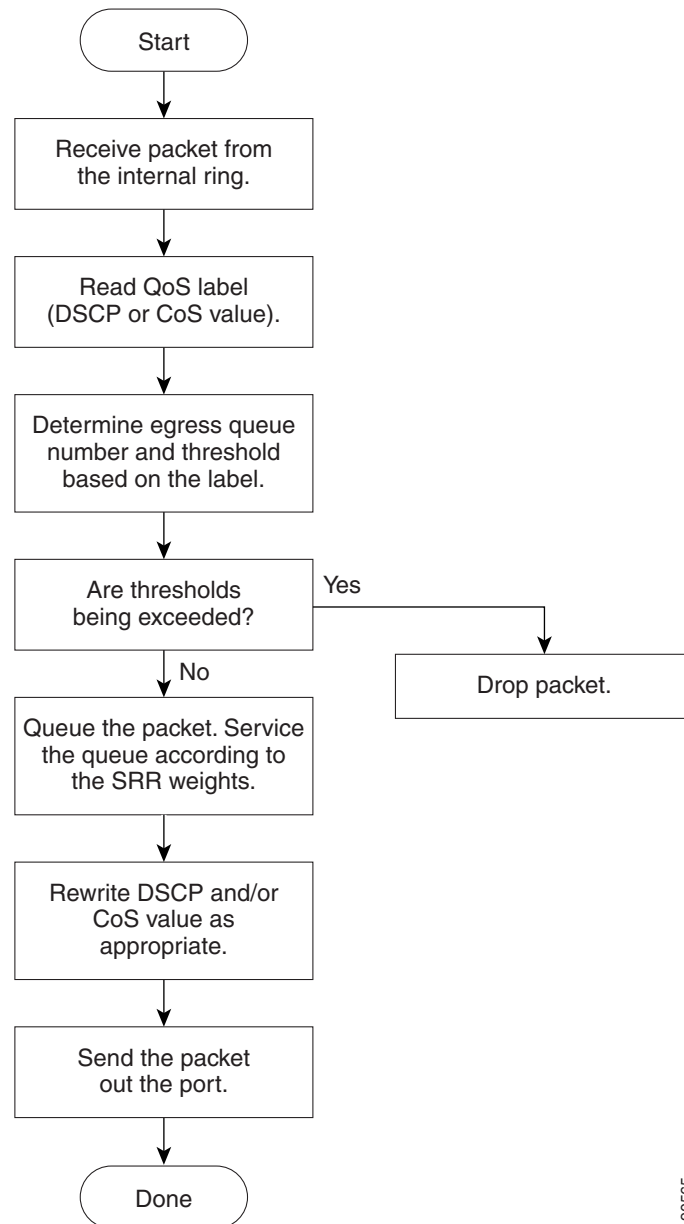 Start
Receive packet from
the internal ring.
Read QoS label
(DSCP or CoS value).
Determine egress queue
number and threshold
based on the label.
Are thresholds
being exceeded?
Yes
No
Drop packet.
Queue the packet. Service
the queue according to
the SRR weights.
Rewrite DSCP and/or
CoS value as
appropriate.
Send the packet
out the port.
Done